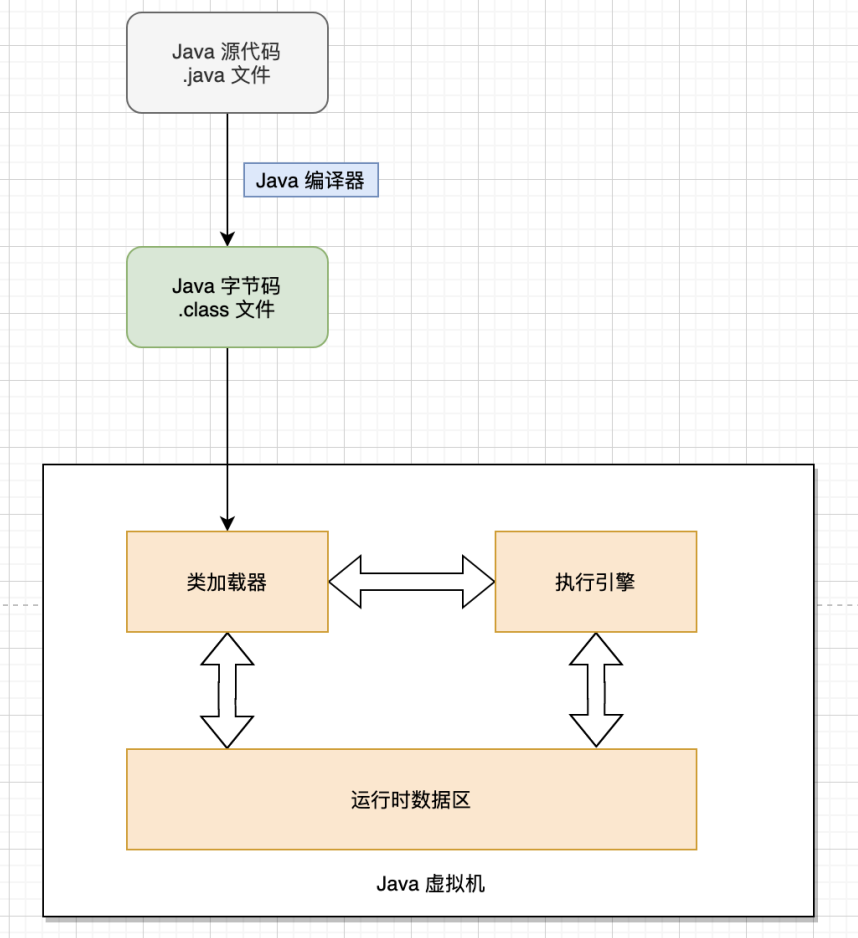 Java 源代码
.java 文件
Java 编译器
Java 字节码
.class 文件
类加载器
执行引擎
运行时数据区
Java 虚拟机